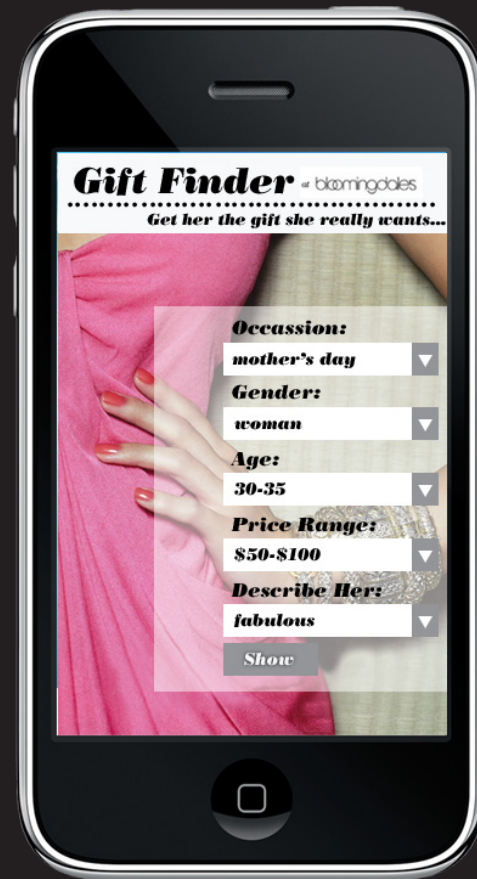 Gift Finder at bloomingdales
Get her the gift she really wants...
Occassion:
mother's day
Gender:
woman
Age:
30-35
Price Range:
$50-$100
Describe Her:
fabulous
Show